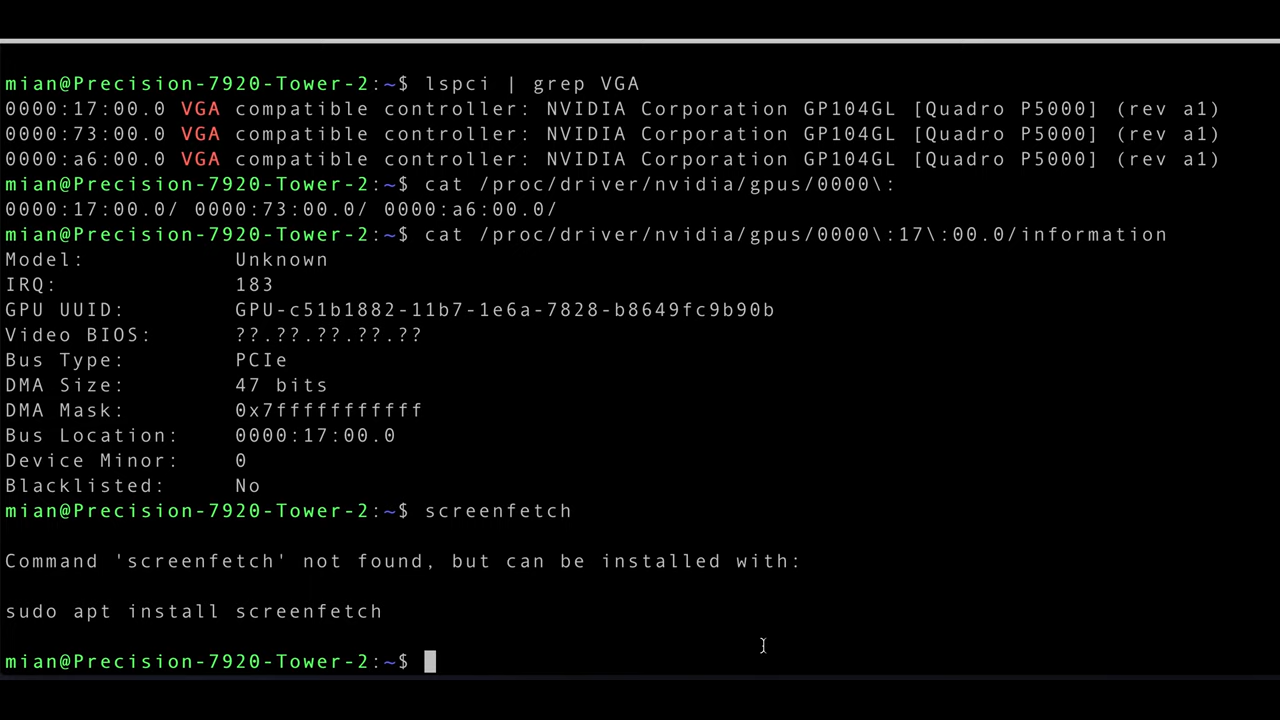 mian@Precision-7920-Tower-2:~$ lspci | grep VGA
0000:17:00.0 VGA compatible controller: NVIDIA Corporation GP104GL [Quadro P5000] (rev a1)
0000:73:00.0 VGA compatible controller: NVIDIA Corporation GP104GL [Quadro P5000] (rev a1)
0000:a6:00.0 VGA compatible controller: NVIDIA Corporation GP104GL [Quadro P5000] (rev a1)
mian@Precision-7920-Tower-2:~$ cat /proc/driver/nvidia/gpus/0000\:
0000:17:00.0/ 0000:73:00.0/ 0000:a6:00.0/
mian@Precision-7920-Tower-2:~$ cat /proc/driver/nvidia/gpus/0000\:17\:00.0/information
Model: Unknown
IRQ: 183
GPU UUID: GPU-c51b1882-11b7-1e6a-7828-b8649fc9b90b
Video BIOS: ??.??.??.??.??
Bus Type: PCIe
DMA Size: 47 bits
DMA Mask: 0x7fffffffffff
Bus Location: 0000:17:00.0
Device Minor: 0
Blacklisted: No
mian@Precision-7920-Tower-2:~$ screenfetch
Command 'screenfetch' not found, but can be installed with:
sudo apt install screenfetch
mian@Precision-7920-Tower-2:~$